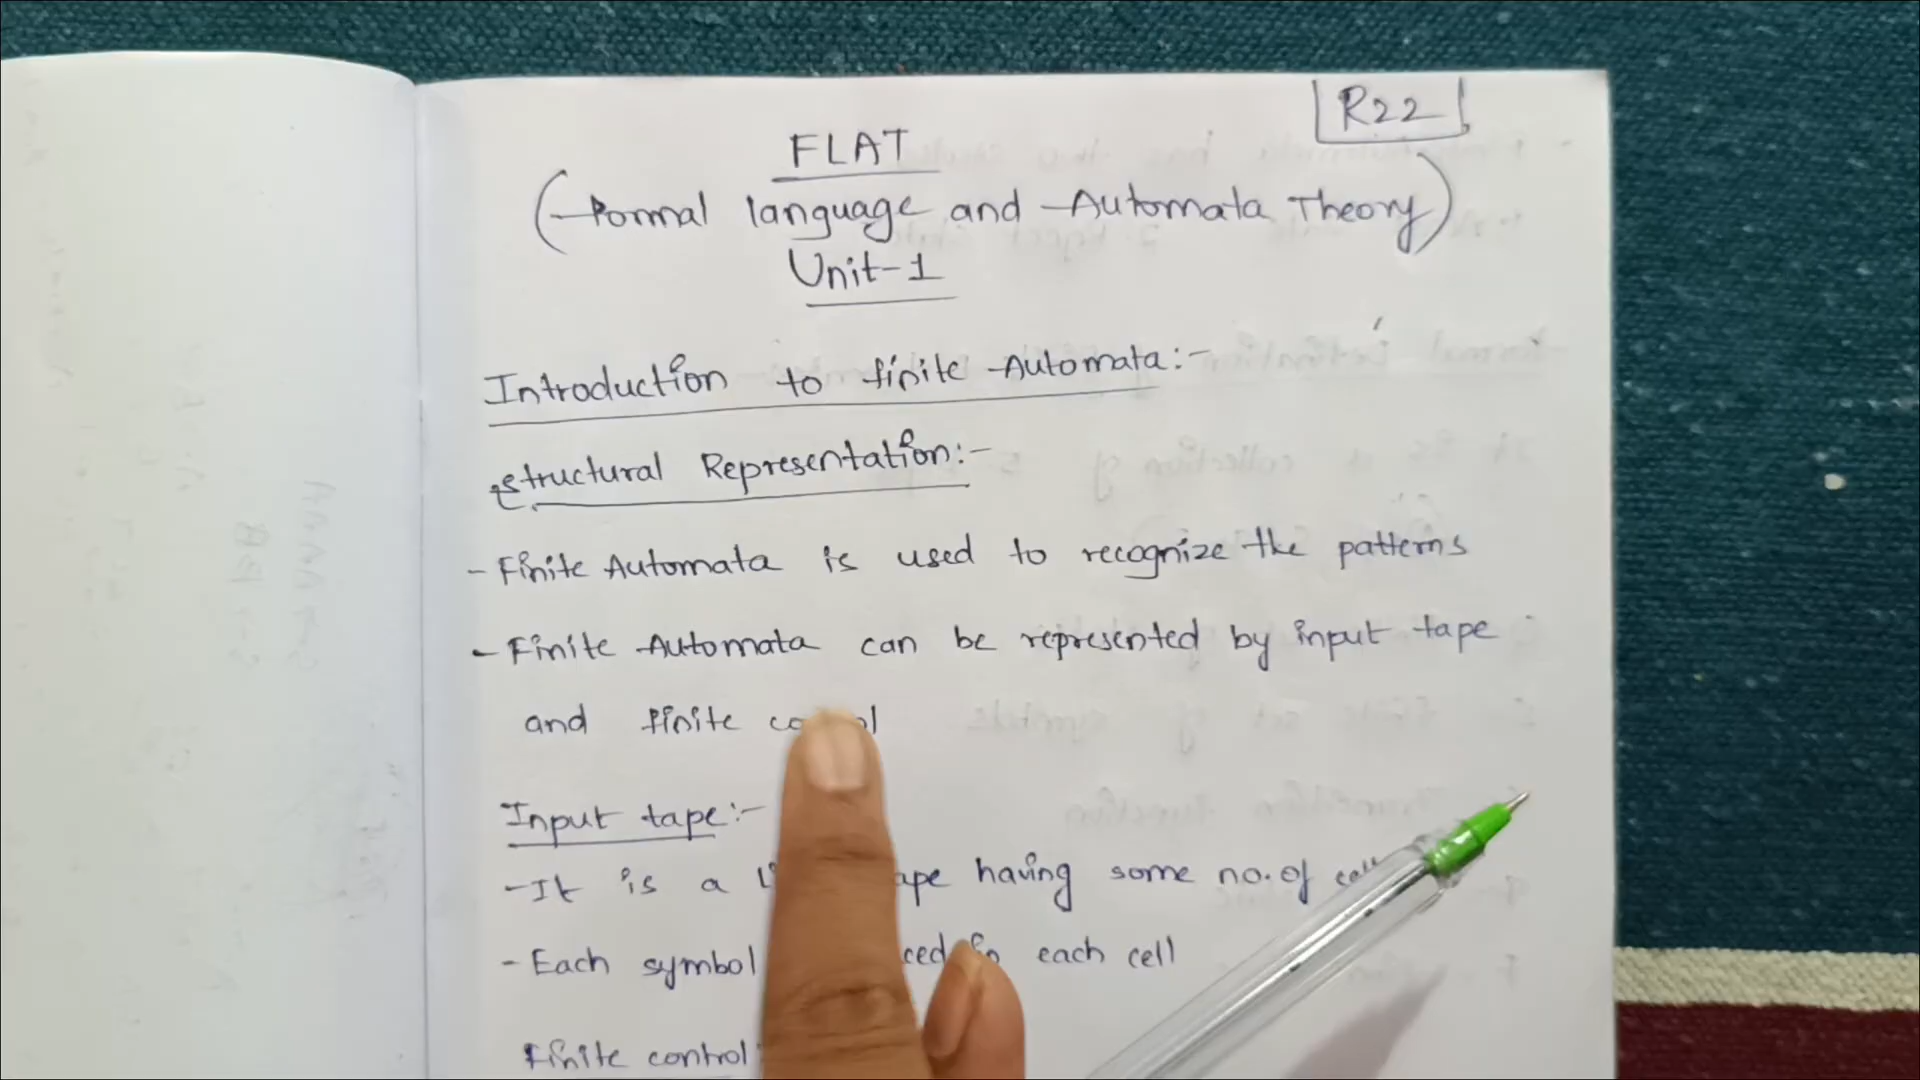 R22
FLAT
(Formal language and Automata Theory)
Unit-1
Introduction to finite Automata:-
structural Representation:-
- Finite Automata is used to recognize the patterns
- Finite Automata can be represented by input tape
and finite
Input tape:-
- It is a having some no. of
- Each symbol in each cell
Finite control